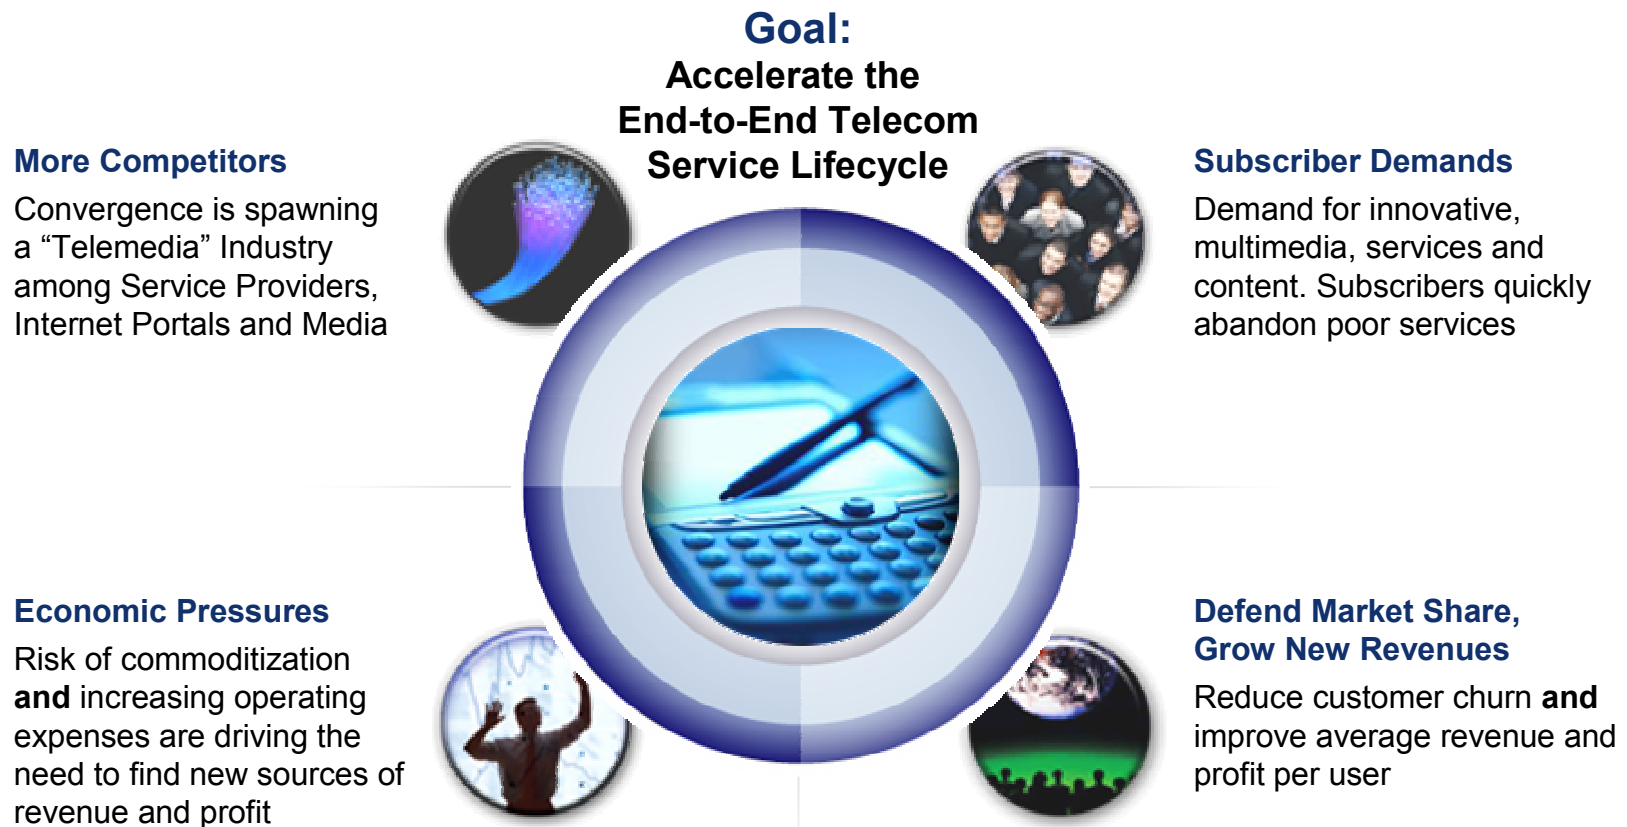 Goal:
Accelerate the
End-to-End Telecom
Service Lifecycle
More Competitors
Convergence is spawning
a “Telemedia” Industry
among Service Providers,
Internet Portals and Media
Subscriber Demands
Demand for innovative,
multimedia, services and
content. Subscribers quickly
abandon poor services
Economic Pressures
Risk of commoditization
and increasing operating
expenses are driving the
need to find new sources of
revenue and profit
Defend Market Share,
Grow New Revenues
Reduce customer churn and
improve average revenue and
profit per user